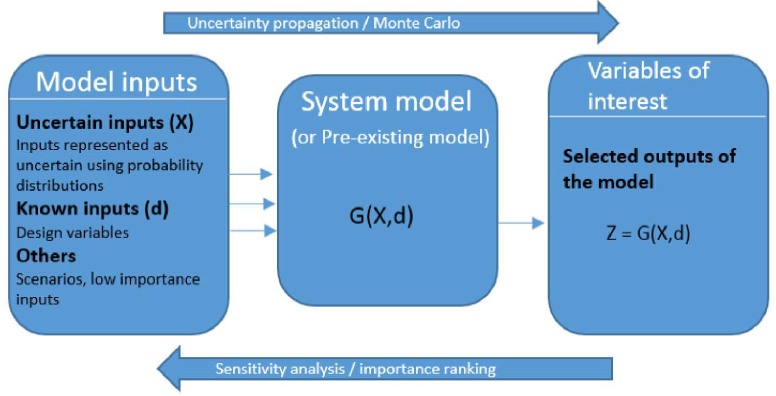 Uncertainty propagation / Monte Carlo
Model inputs
Uncertain inputs (X)
Inputs represented as
uncertain using probability
distributions
Known inputs (d)
Design variables
Others
Scenarios, low importance
inputs
System model
(or Pre-existing model)
G(X,d)
Variables of
interest
Selected outputs of
the model
Z = G(X,d)
Sensitivity analysis / importance ranking